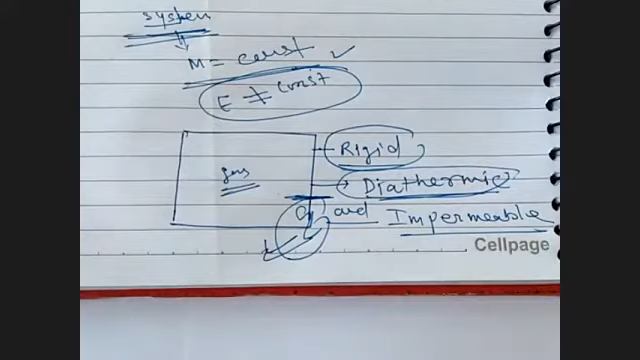 system
M = const ✓
E ≠ const
Rigid
gas
Diathermic
and Impermeable
Cellpage